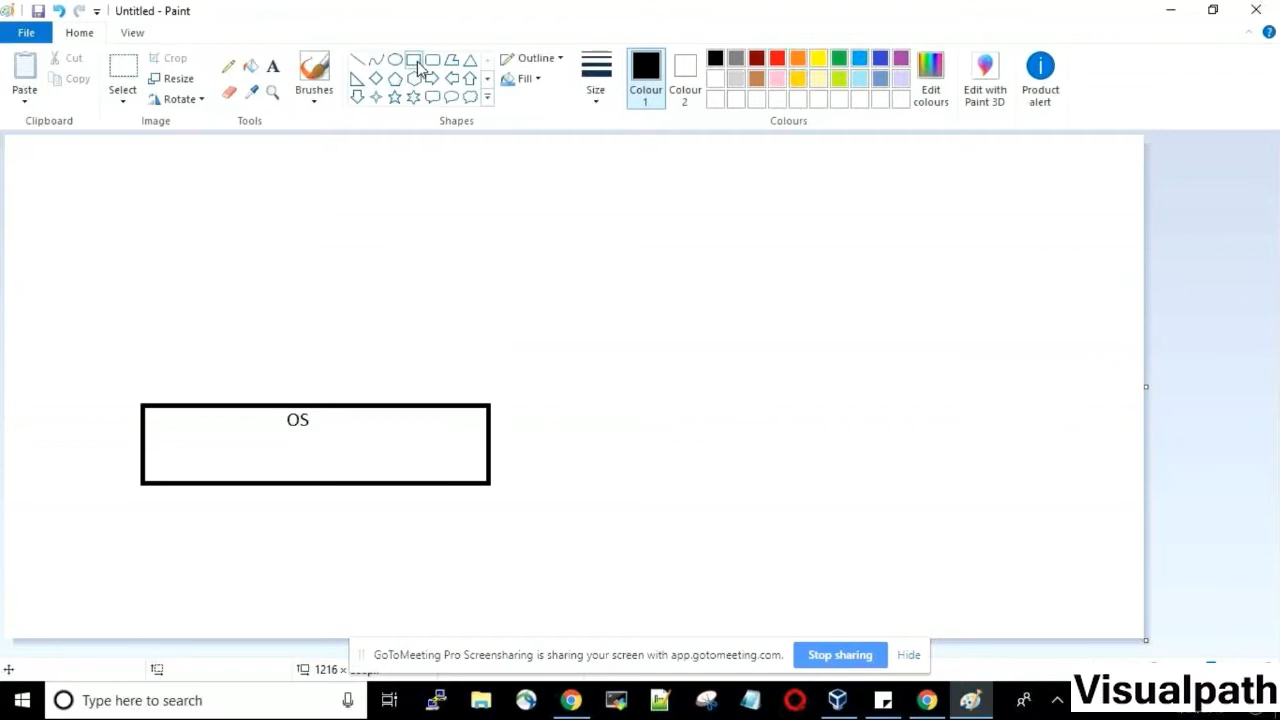 Untitled - Paint
File
Home
View
Paste
Cut
Copy
Clipboard
Select
Crop
Resize
Rotate
Image
Tools
Brushes
Shapes
Outline
Fill
Size
Colour 1
Colour 2
Edit colours
Colours
Edit with Paint 3D
Product alert
OS
GoToMeeting Pro Screensharing is sharing your screen with app.gotomeeting.com.
Stop sharing
Hide
1216 ×
Type here to search
Visualpath